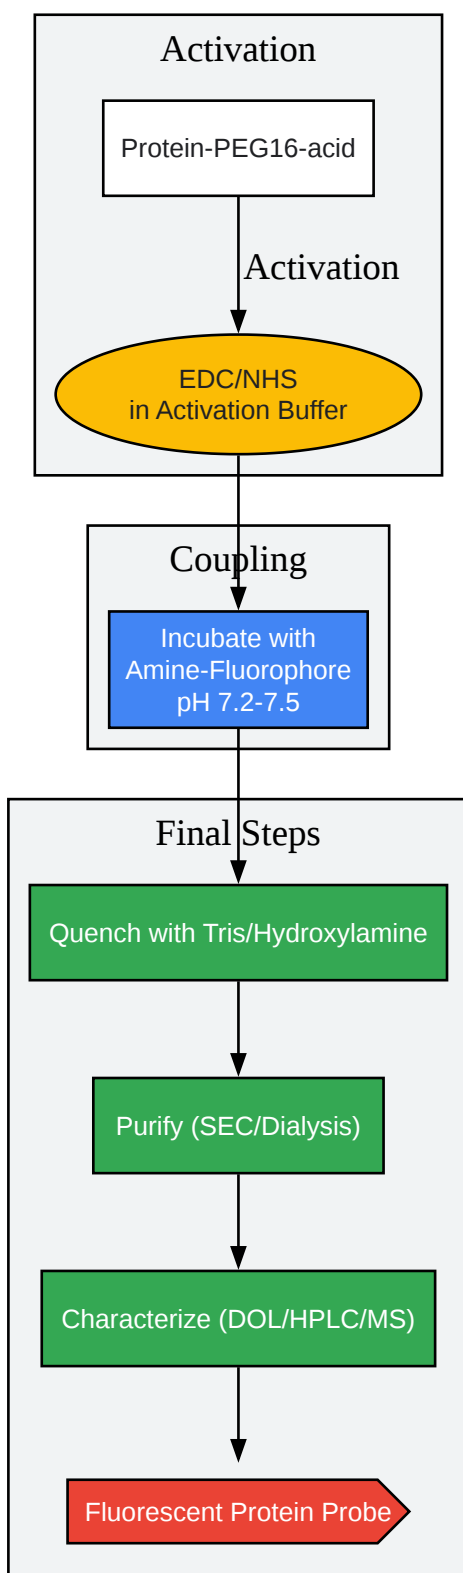 Activation
Protein-PEG16-acid
Activation
EDC/NHS
in Activation Buffer
Coupling
Incubate with
Amine-Fluorophore
pH 7.2-7.5
Final Steps
Quench with Tris/Hydroxylamine
Purify (SEC/Dialysis)
Characterize (DOL/HPLC/MS)
Fluorescent Protein Probe